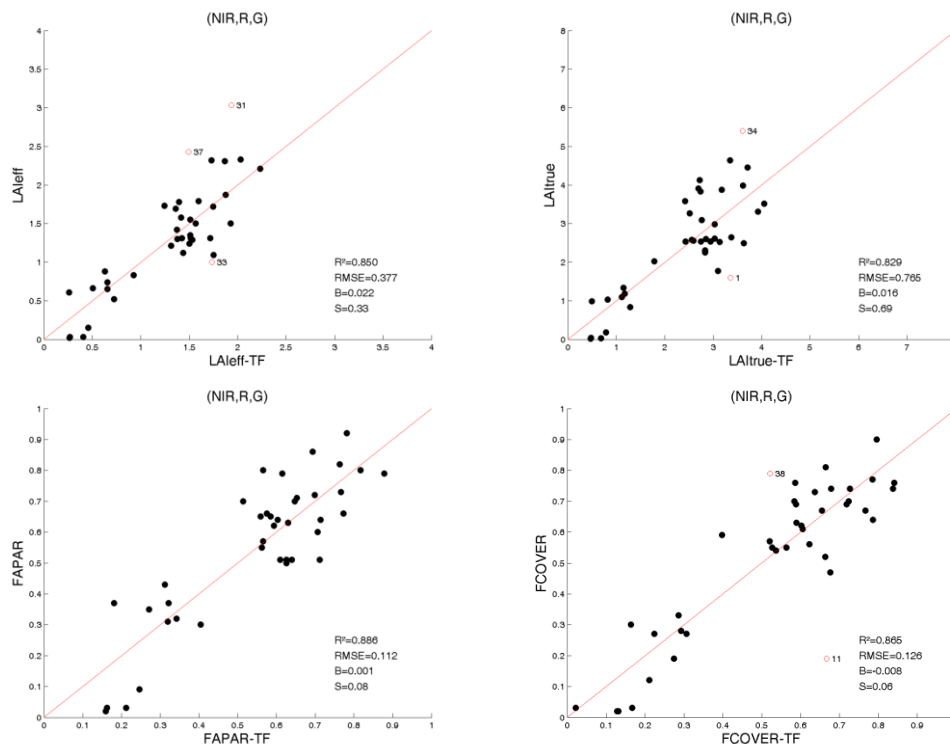 (NIR,R,G)
4
3.5
3
2.5
2
1.5
1
0.5
0
LAIeff
31
37
33
R²=0.850
RMSE=0.377
B=0.022
S=0.33
0 0.5 1 1.5 2 2.5 3 3.5 4
LAIeff-TF
(NIR,R,G)
8
7
6
5
4
3
2
1
0
LAItrue
34
1
R²=0.829
RMSE=0.765
B=0.016
S=0.69
0 1 2 3 4 5 6 7
LAItrue-TF
(NIR,R,G)
1
0.9
0.8
0.7
0.6
0.5
0.4
0.3
0.2
0.1
0
FAPAR
R²=0.886
RMSE=0.112
B=0.001
S=0.08
0 0.1 0.2 0.3 0.4 0.5 0.6 0.7 0.8 0.9 1
FAPAR-TF
(NIR,R,G)
1
0.9
0.8
0.7
0.6
0.5
0.4
0.3
0.2
0.1
0
FCOVER
38
11
R²=0.865
RMSE=0.126
B=-0.008
S=0.06
0 0.1 0.2 0.3 0.4 0.5 0.6 0.7 0.8 0.9
FCOVER-TF